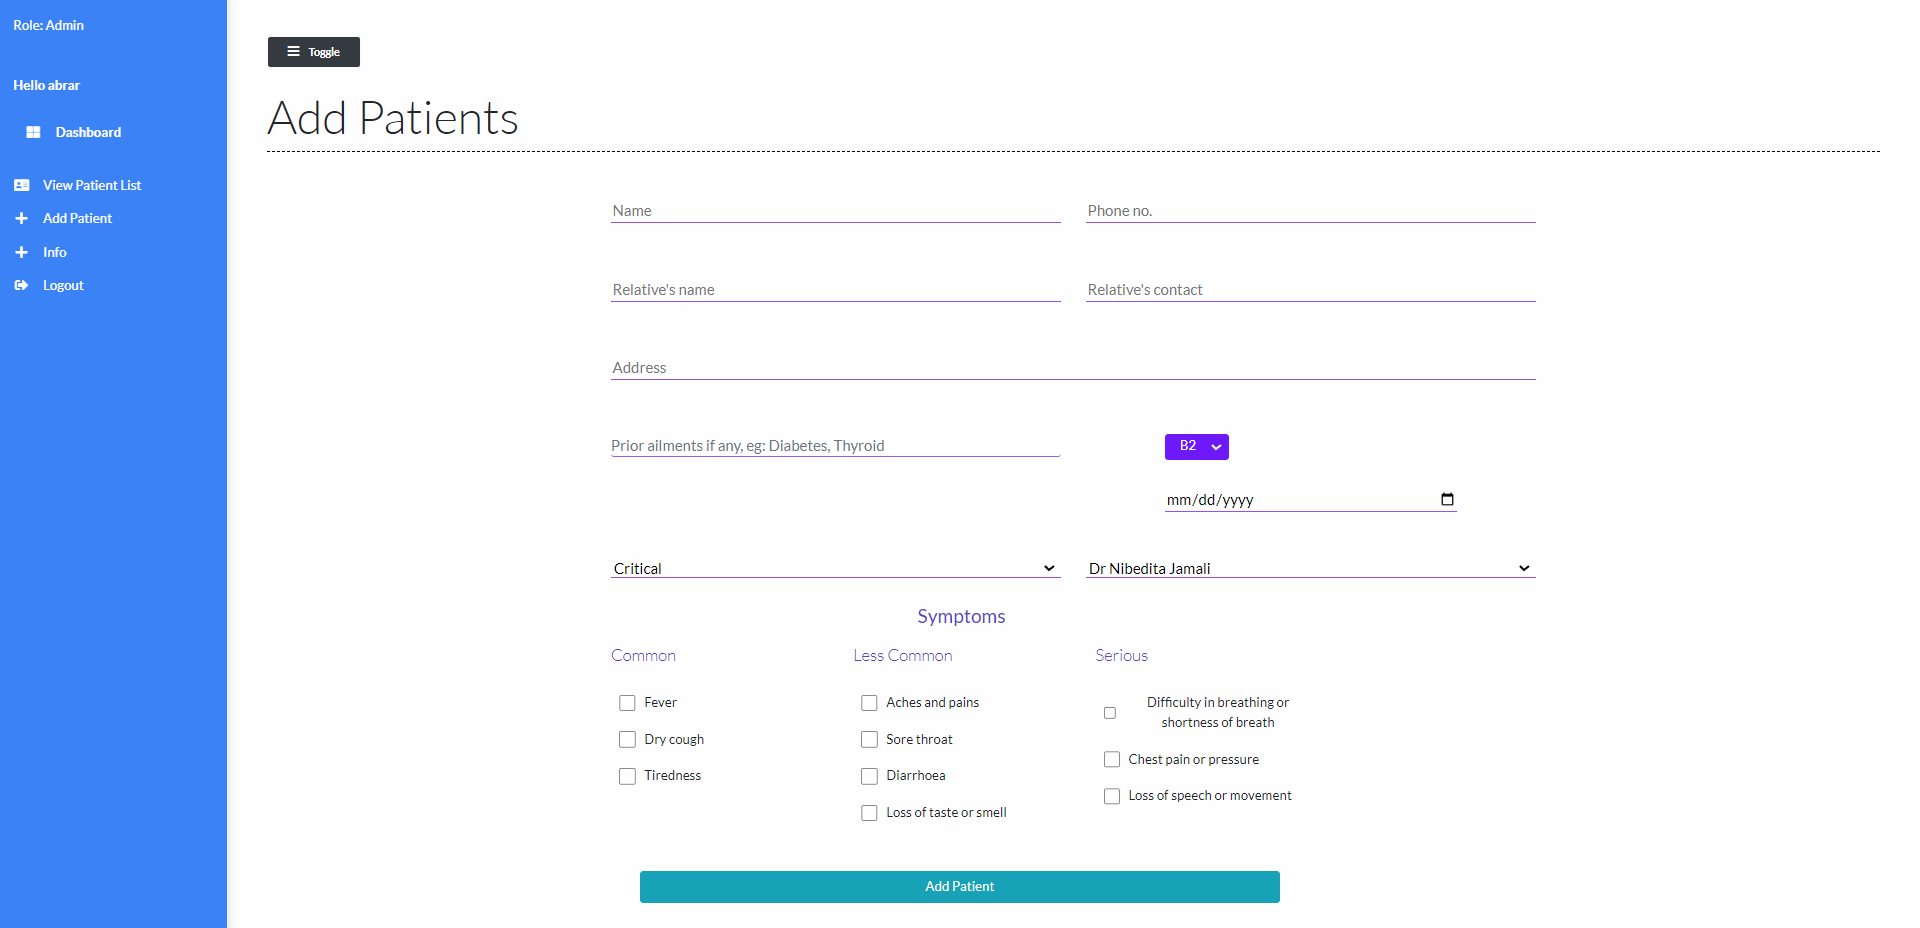 Role: Admin
Hello abrar
Dashboard
View Patient List
Add Patient
Info
Logout
Toggle
Add Patients
Name
Phone no.
Relative's name
Relative's contact
Address
Prior ailments if any, eg: Diabetes, Thyroid
B2
mm/dd/yyyy
Critical
Dr Nibedita Jamali
Symptoms
Common
Fever
Dry cough
Tiredness
Less Common
Aches and pains
Sore throat
Diarrhoea
Loss of taste or smell
Serious
Difficulty in breathing or
shortness of breath
Chest pain or pressure
Loss of speech or movement
Add Patient